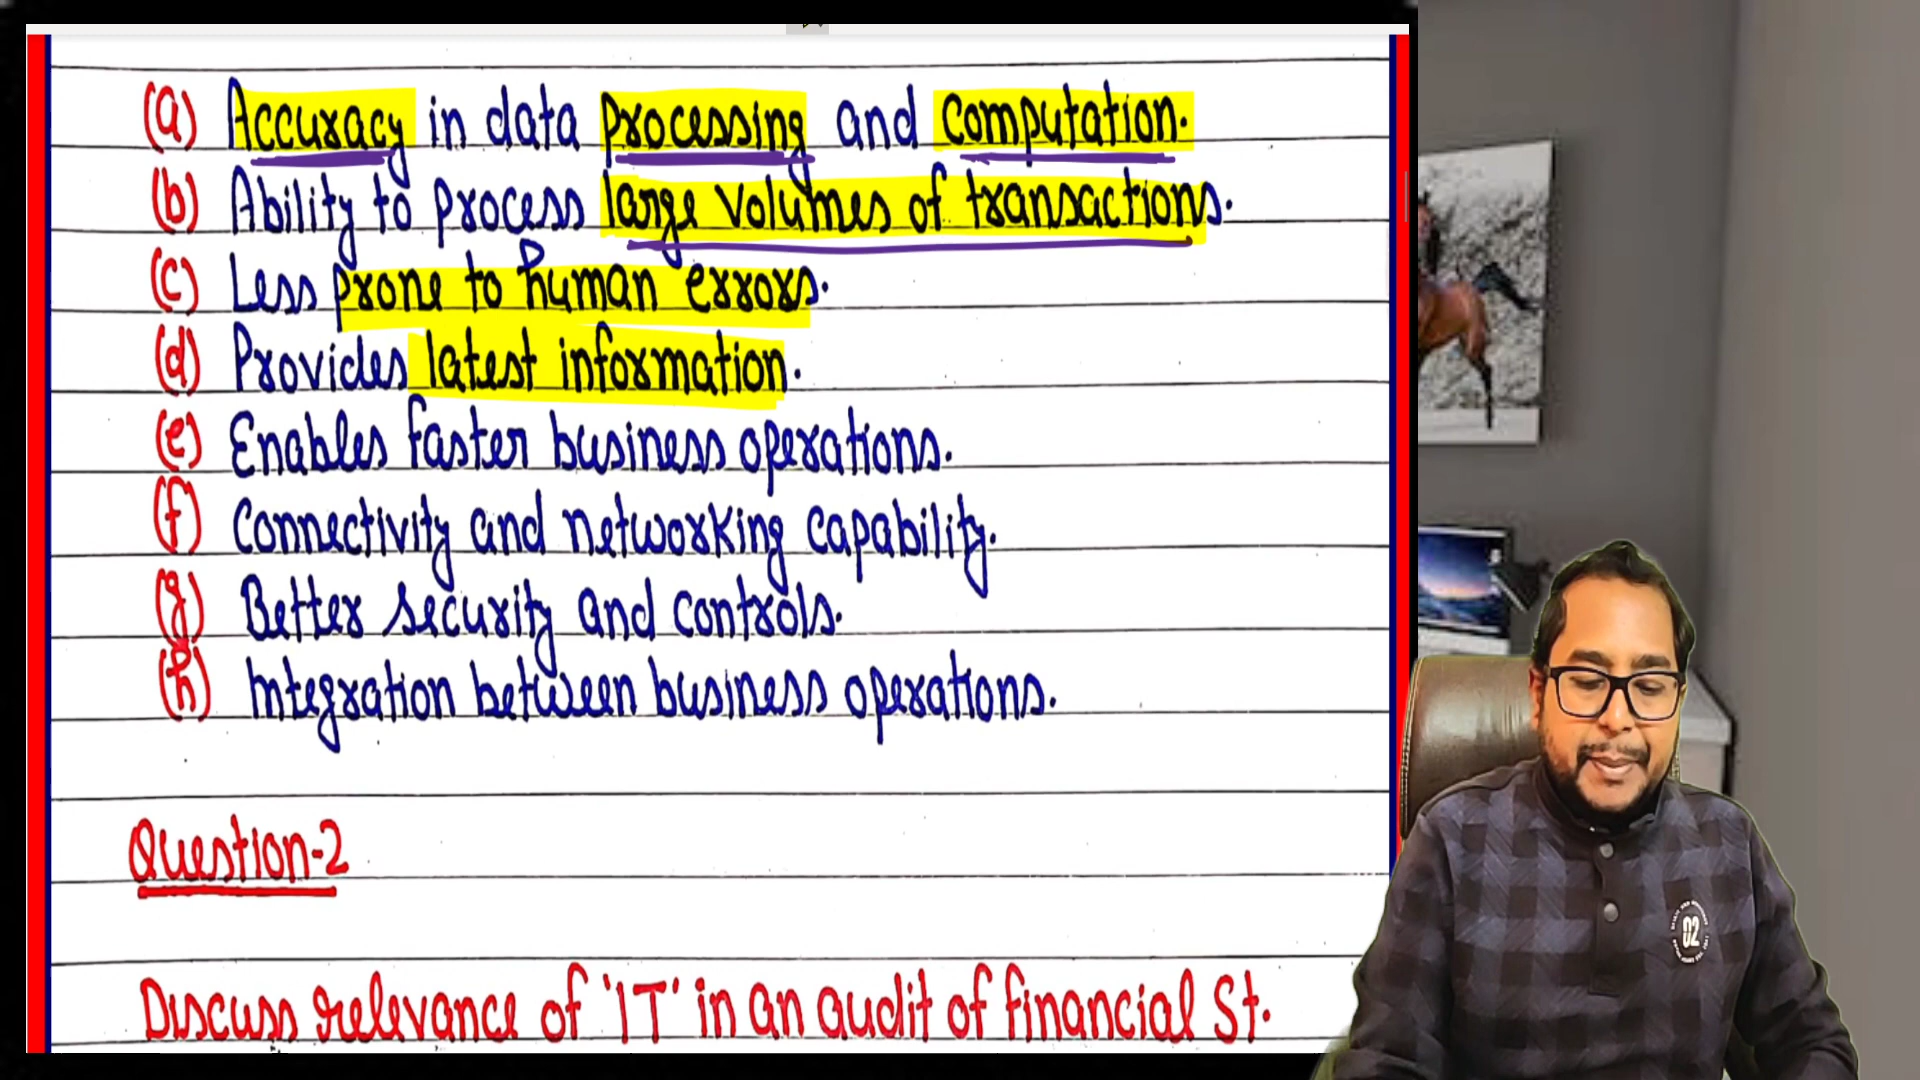 (a) Accuracy in data processing and computation.
(b) Ability to process large volumes of transactions.
(c) Less prone to human errors.
(d) Provides latest information.
(e) Enables faster business operations.
(f) Connectivity and networking capability.
(g) Better security and controls.
(h) Integration between business operations.
Question-2
Discuss relevance of 'IT' in an audit of financial St.
02